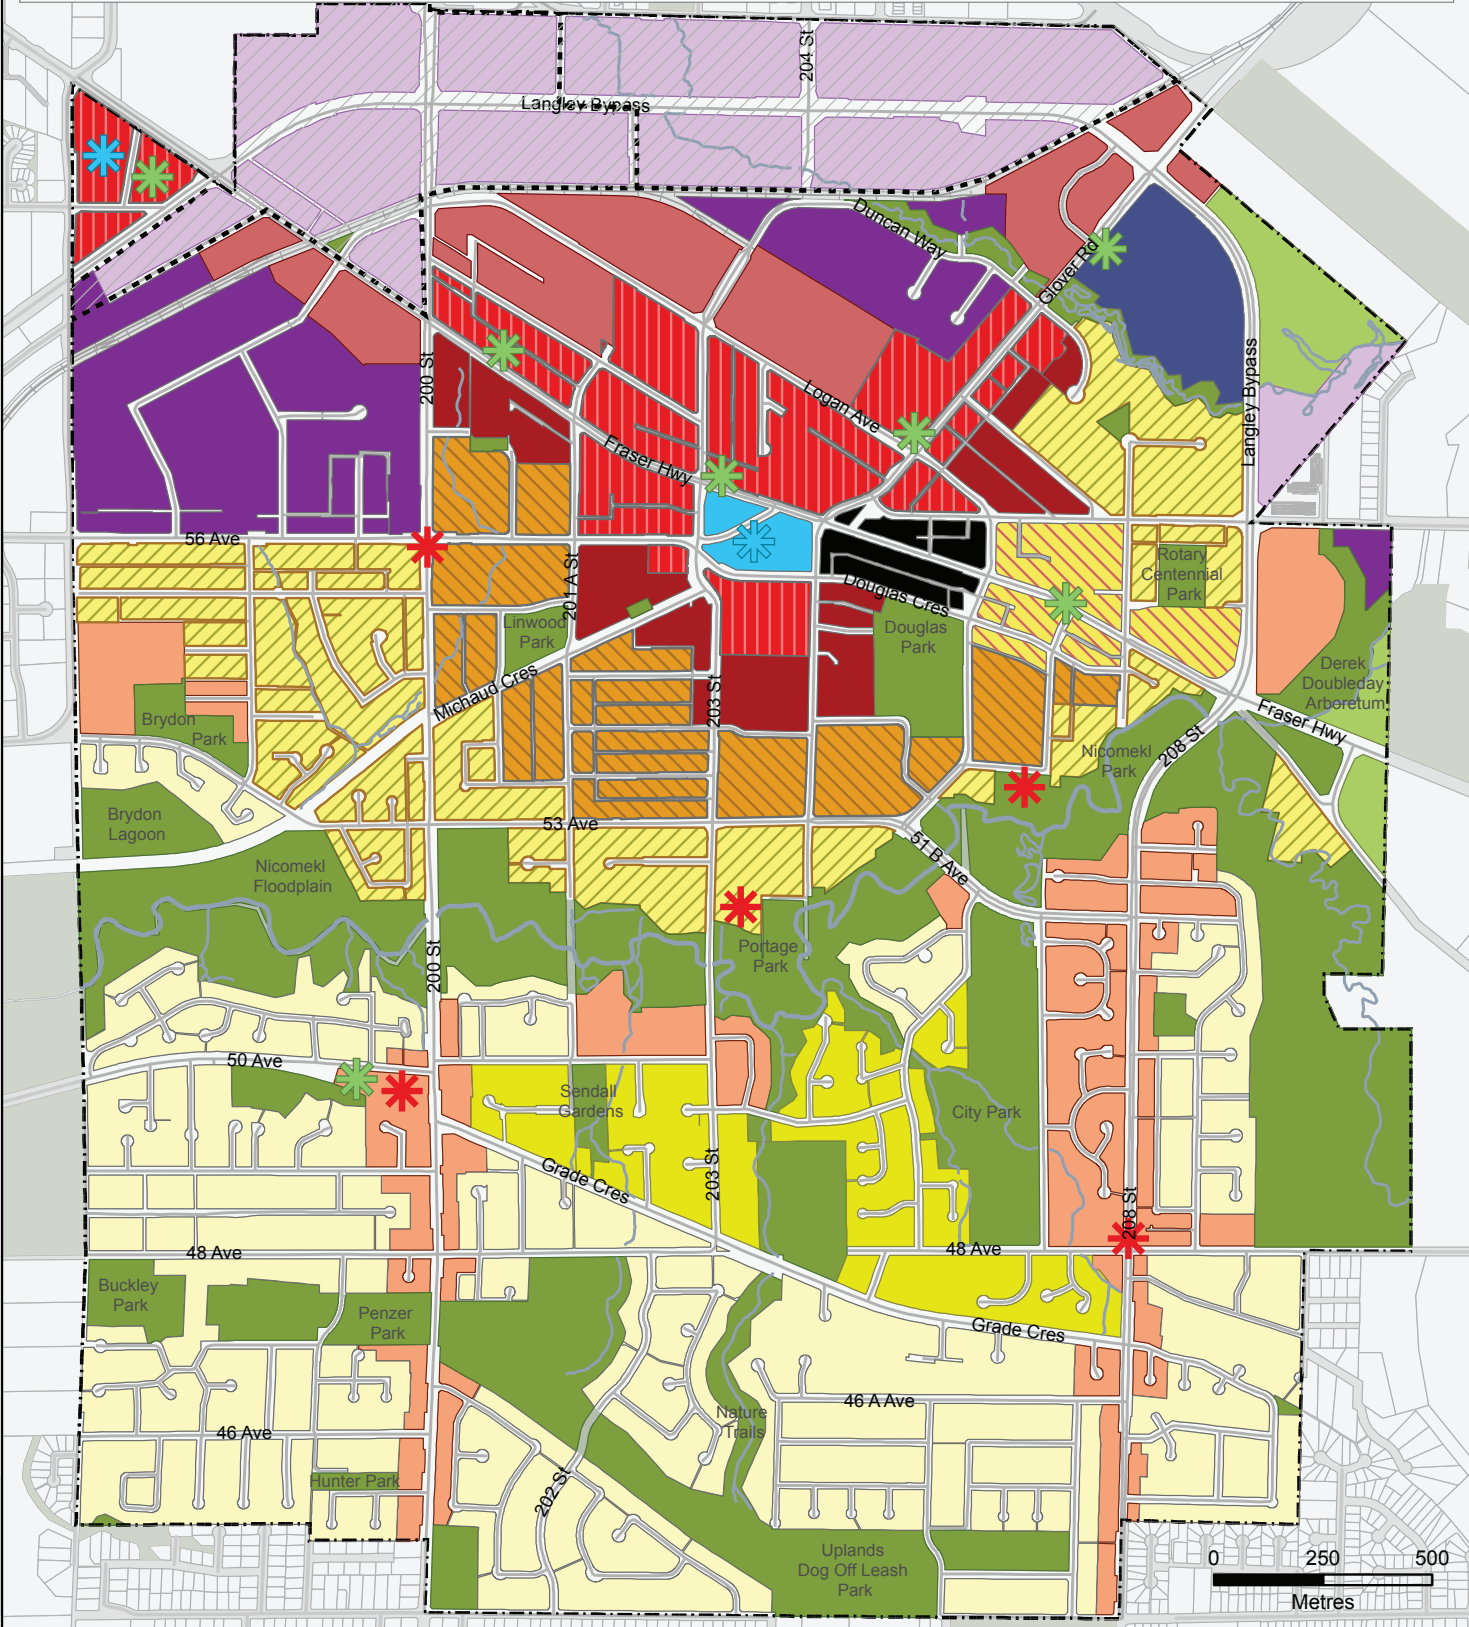 204 St
Langley Bypass
Duncan Way
Glover Rd
200 St
Langley Bypass
Logan Ave
Fraser Hwy
56 Ave
201 A St
Douglas Cres
Rotary
Centennial
Park
Linwood
Park
Douglas
Park
Michaud Cres
203 St
Derek
Doubleday
Arboretum
Brydon
Park
Fraser Hwy
208 St
Nicomekl
Park
Brydon
Lagoon
53 Ave
51 B Ave
Nicomekl
Floodplain
200 St
Portage
Park
50 Ave
Sendall
Gardens
City Park
Grade Cres
203 St
208 St
48 Ave
48 Ave
Buckley
Park
Penzer
Park
Grade Cres
46 A Ave
Nature
Trails
46 Ave
Hunter Park
202 St
Uplands
Dog Off Leash
Park
0 250 500
Metres